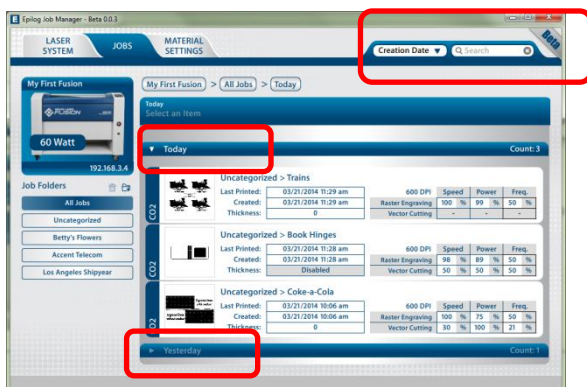 Epilog Job Manager - Beta 0.0.3
LASER SYSTEM
JOBS
MATERIAL SETTINGS
Creation Date
Search
Beta
My First Fusion
FUSION
60 Watt
192.168.3.4
Job Folders
All Jobs
Uncategorized
Betty's Flowers
Accent Telecom
Los Angeles Shipyear
My First Fusion > All Jobs > Today
Today
Select an Item
Today Count: 3
CO2
Uncategorized > Trains
Last Printed: 03/21/2014 11:29 am 600 DPI Speed Power Freq.
Created: 03/21/2014 11:29 am Raster Engraving 100 % 99 % 50 %
Thickness: 0 Vector Cutting - - -
CO2
Uncategorized > Book Hinges
Last Printed: 03/21/2014 11:28 am 600 DPI Speed Power Freq.
Created: 03/21/2014 11:28 am Raster Engraving 98 % 89 % 50 %
Thickness: Disabled Vector Cutting 50 % 50 % 50 %
CO2
Uncategorized > Coke-a-Cola
Last Printed: 03/21/2014 10:06 am 600 DPI Speed Power Freq.
Created: 03/21/2014 10:06 am Raster Engraving 100 % 75 % 50 %
Thickness: 0 Vector Cutting 30 % 100 % 21 %
Yesterday Count: 1